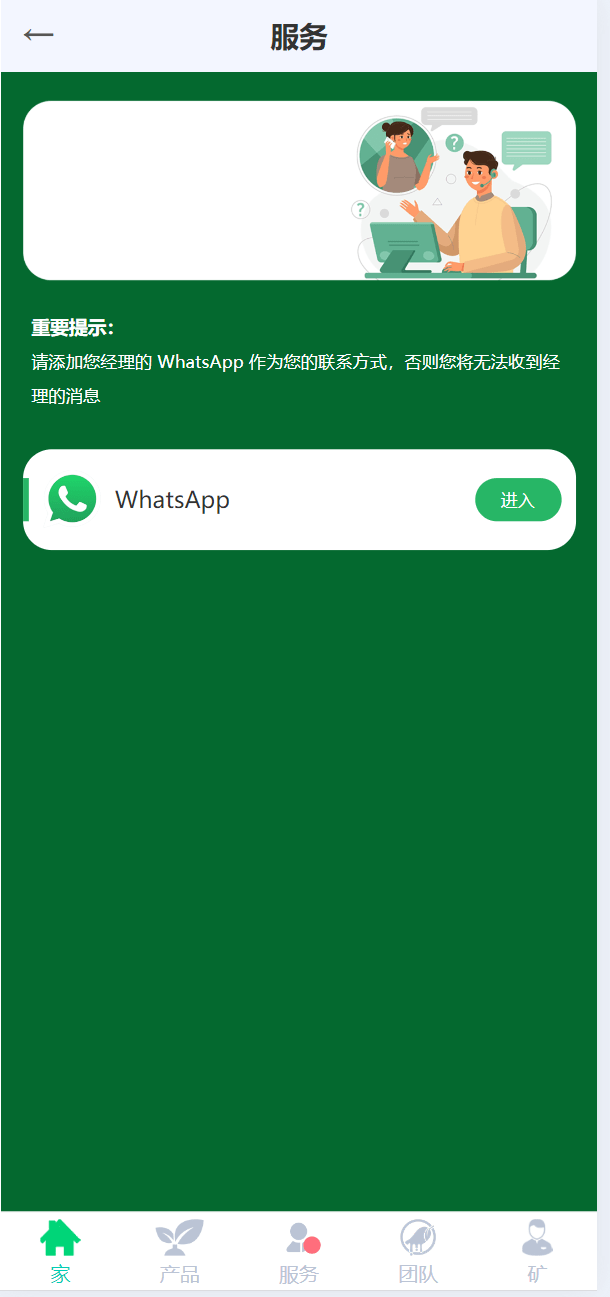 服务
重要提示：
请添加您经理的 WhatsApp 作为您的联系方式，否则您将无法收到经
理的消息
WhatsApp
进入
家
产品
服务
团队
矿